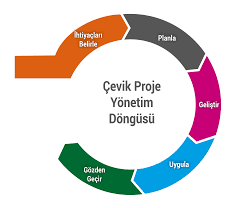 İhtiyaçları
Belirle
Planla
Geliştir
Uygula
Gözden
Geçir
Çevik Proje
Yönetim
Döngüsü